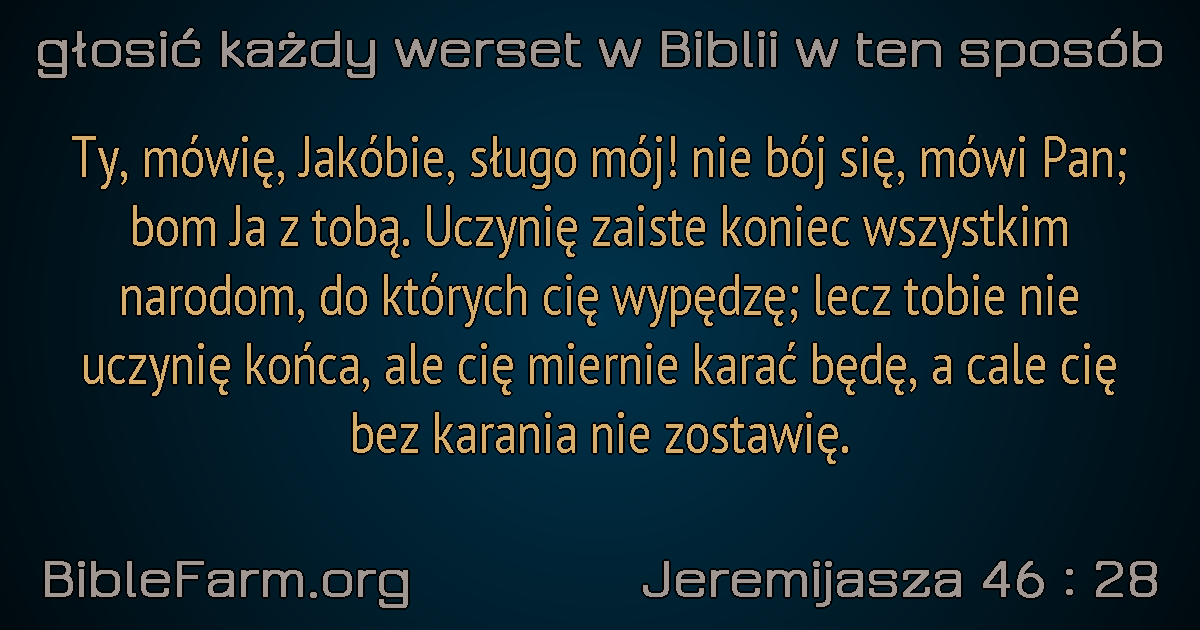 głosić każdy werset w Biblii w ten sposób
Ty, mówię, Jakóbie, sługo mój! nie bój się, mówi Pan;
bom Ja z tobą. Uczynię zaiste koniec wszystkim
narodom, do których cię wypędzę; lecz tobie nie
uczynię końca, ale cię miernie karać będę, a cale cię
bez karania nie zostawię.
BibleFarm.org
Jeremijasza 46 : 28